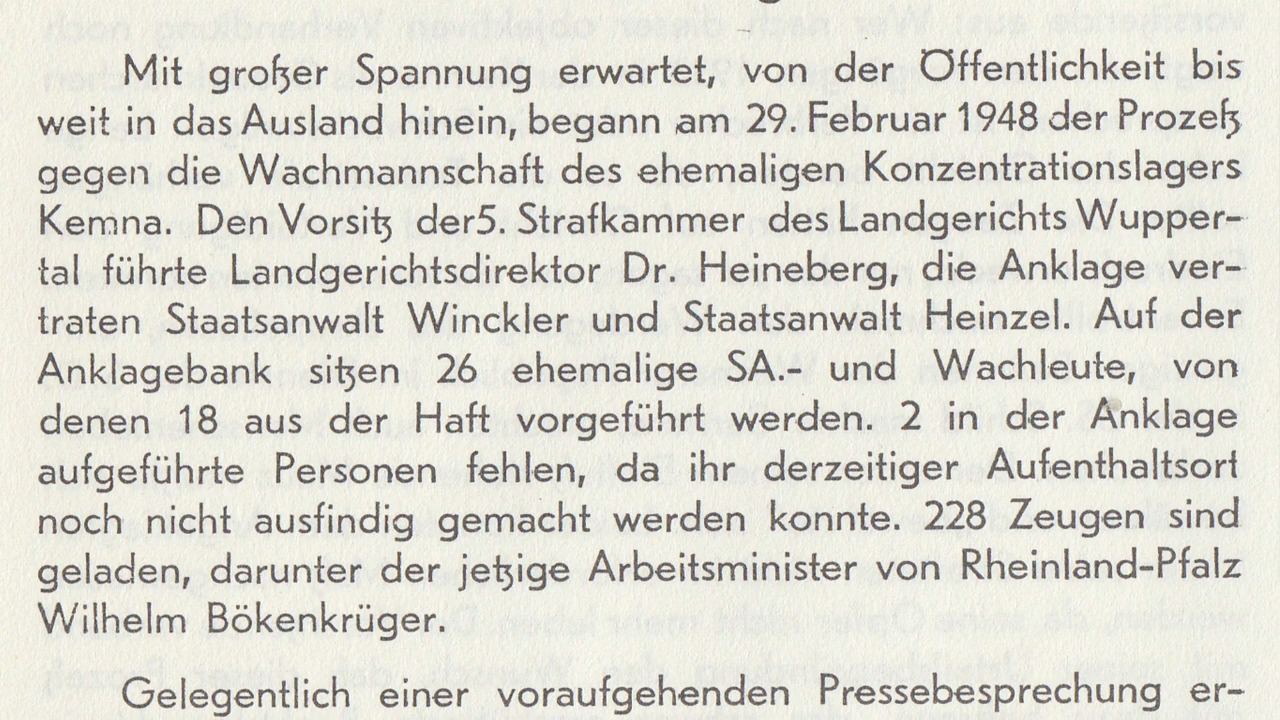 Mit großer Spannung erwartet, von der Öffentlichkeit bis
weit in das Ausland hinein, begann am 29. Februar 1948 der Prozeß
gegen die Wachmannschaft des ehemaligen Konzentrationslagers
Kemna. Den Vorsitz der 5. Strafkammer des Landgerichts Wupper-
tal führte Landgerichtsdirektor Dr. Heineberg, die Anklage ver-
traten Staatsanwalt Winckler und Staatsanwalt Heinzel. Auf der
Anklagebank sitzen 26 ehemalige SA.- und Wachleute, von
denen 18 aus der Haft vorgeführt werden. 2 in der Anklage
aufgeführte Personen fehlen, da ihr derzeitiger Aufenthaltsort
noch nicht ausfindig gemacht werden konnte. 228 Zeugen sind
geladen, darunter der jetzige Arbeitsminister von Rheinland-Pfalz
Wilhelm Bökenkrüger.
Gelegentlich einer voraufgehenden Pressebesprechung er-